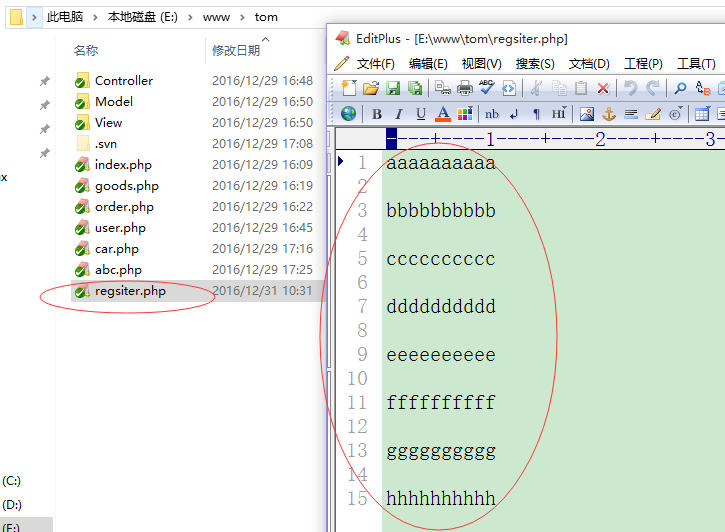 此电脑 本地磁盘 (E:) www tom
名称 修改日期
Controller 2016/12/29 16:48
Model 2016/12/29 16:50
View 2016/12/29 16:50
.svn 2016/12/29 17:08
index.php 2016/12/29 16:09
goods.php 2016/12/29 16:19
order.php 2016/12/29 16:22
user.php 2016/12/29 16:45
car.php 2016/12/29 17:16
abc.php 2016/12/29 17:25
regsiter.php 2016/12/31 10:31
(C:)
(D:)
(E:)
EditPlus - [E:\www\tom\regsiter.php]
文件(F) 编辑(E) 视图(V) 搜索(S) 文档(D) 工程(P) 工具(T)
B I U A nb ¶ HI
----+----1----+----2----+----3-
1 aaaaaaaaaa
2
3 bbbbbbbbbb
4
5 cccccccccc
6
7 dddddddddd
8
9 eeeeeeeeee
10
11 ffffffffff
12
13 gggggggggg
14
15 hhhhhhhhhh